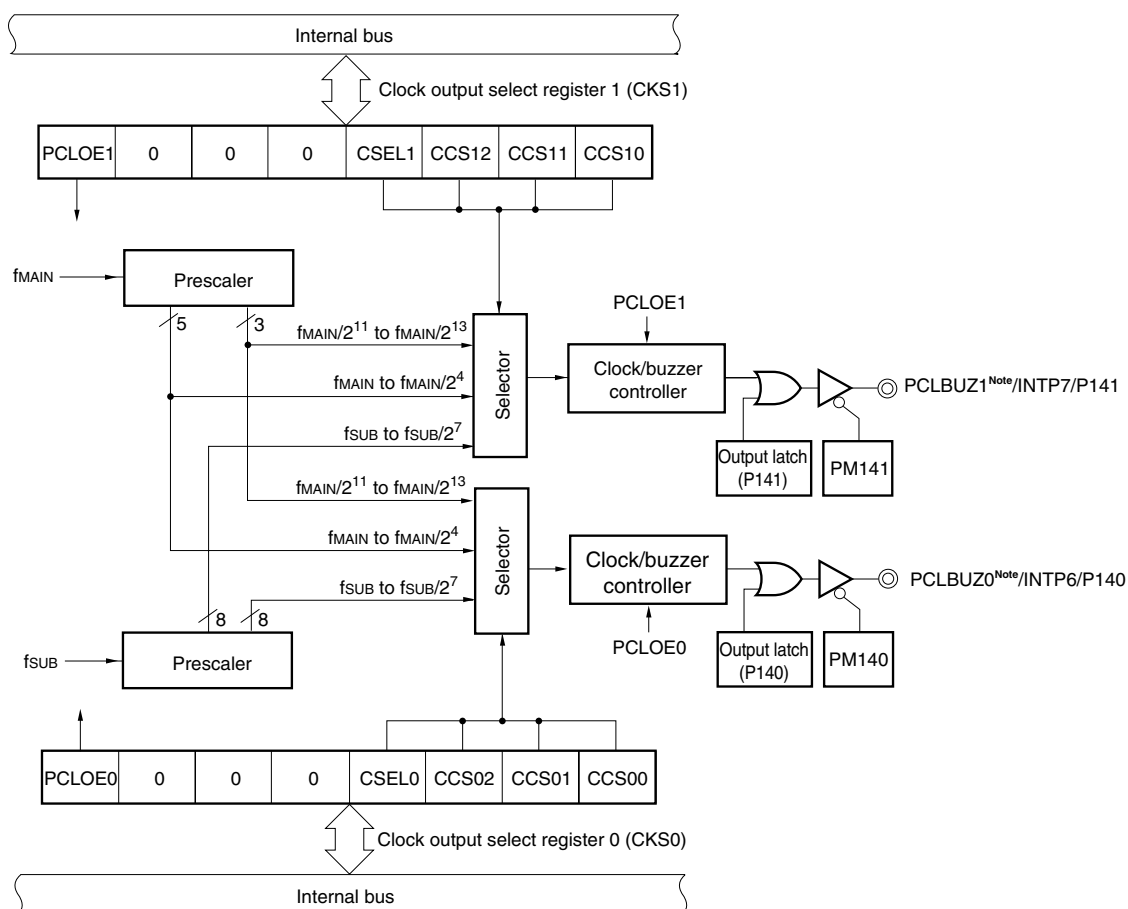 Internal bus
Clock output select register 1 (CKS1)
PCLOE1 0 0 0 CSEL1 CCS12 CCS11 CCS10
fMAIN
Prescaler
5 3
PCLOE1
fMAIN/2¹¹ to fMAIN/2¹³
fMAIN to fMAIN/2⁴
fSUB to fSUB/2⁷
Selector
Clock/buzzer
controller
PCLBUZ1Note/INTP7/P141
Output latch
(P141)
PM141
fMAIN/2¹¹ to fMAIN/2¹³
fMAIN to fMAIN/2⁴
fSUB to fSUB/2⁷
Selector
Clock/buzzer
controller
PCLBUZ0Note/INTP6/P140
PCLOE0
Output latch
(P140)
PM140
8 8
fSUB
Prescaler
PCLOE0 0 0 0 CSEL0 CCS02 CCS01 CCS00
Clock output select register 0 (CKS0)
Internal bus